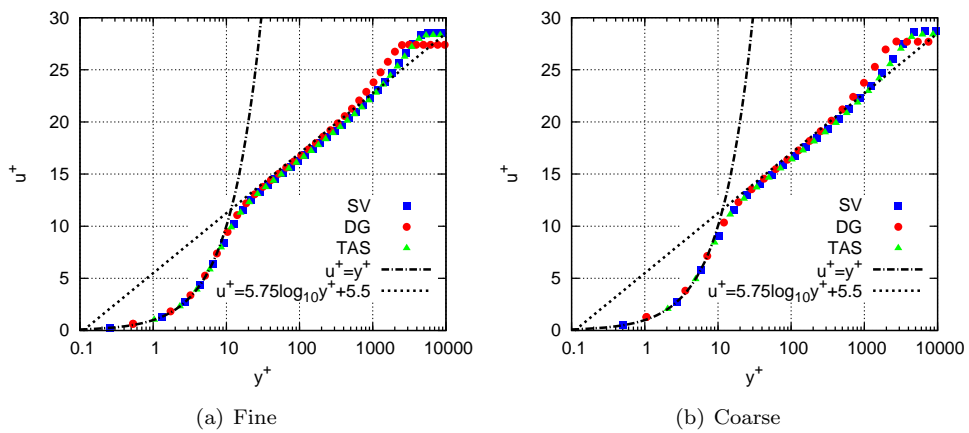 30
25
20
15
10
5
0
u⁺
SV
DG
TAS
u⁺=y⁺
u⁺=5.75log₁₀y⁺+5.5
0.1 1 10 100 1000 10000
y⁺
(a) Fine
30
25
20
15
10
5
0
u⁺
SV
DG
TAS
u⁺=y⁺
u⁺=5.75log₁₀y⁺+5.5
0.1 1 10 100 1000 10000
y⁺
(b) Coarse